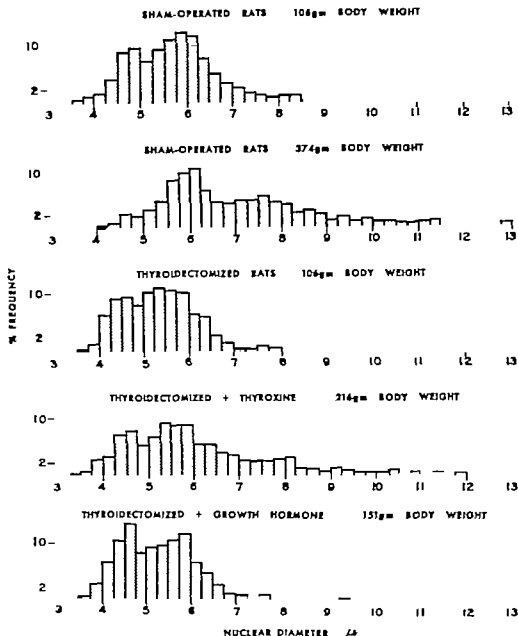 SHAM-OPERATED RATS 106gm BODY WEIGHT
10
2-
3 4 5 6 7 8 9 10 11 12 13
SHAM-OPERATED RATS 374gm BODY WEIGHT
10
2-
3 4 5 6 7 8 9 10 11 12 13
THYROIDECTOMIZED RATS 106gm BODY WEIGHT
10-
2
3 4 5 6 7 8 9 10 11 12 13
THYROIDECTOMIZED + THYROXINE 216gm BODY WEIGHT
10-
2-
3 4 5 6 7 8 9 10 11 12 13
THYROIDECTOMIZED + GROWTH HORMONE 151gm BODY WEIGHT
10-
2
3 4 5 6 7 8 9 10 11 12 13
% FREQUENCY
NUCLEAR DIAMETER μ